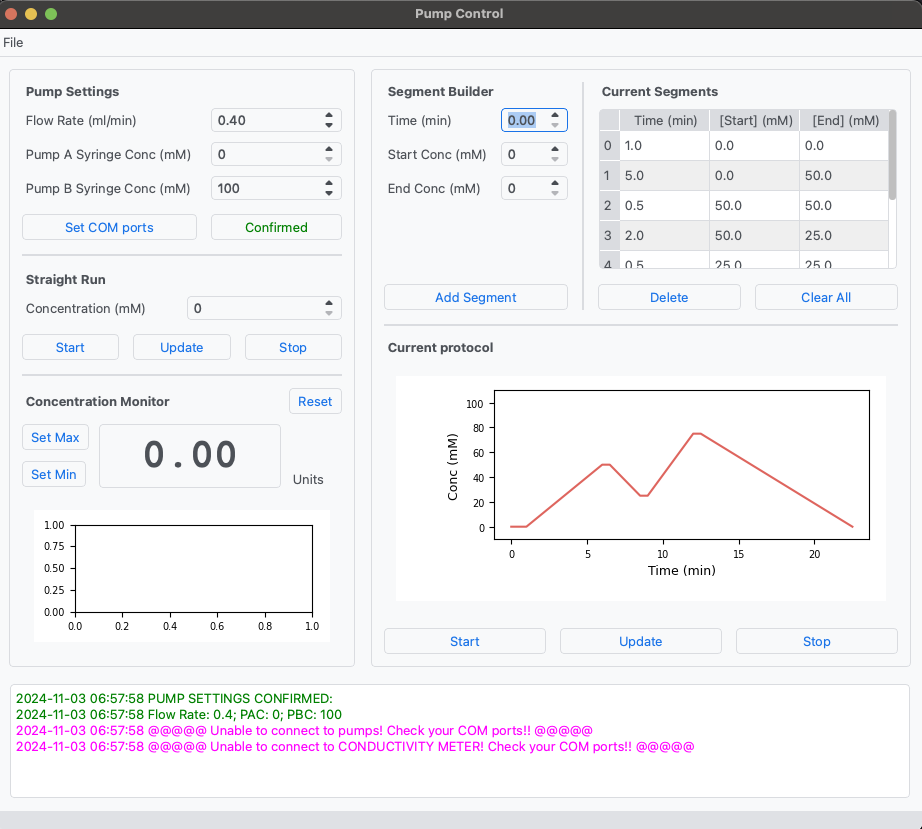 Pump Control
File
Pump Settings
Flow Rate (ml/min) 0.40
Pump A Syringe Conc (mM) 0
Pump B Syringe Conc (mM) 100
Set COM ports Confirmed
Straight Run
Concentration (mM) 0
Start Update Stop
Concentration Monitor Reset
Set Max
Set Min
0.00
Units
1.00
0.75
0.50
0.25
0.00
0.0 0.2 0.4 0.6 0.8 1.0
Segment Builder
Time (min) 0.00
Start Conc (mM) 0
End Conc (mM) 0
Add Segment
Current Segments
Time (min) [Start] (mM) [End] (mM)
0 1.0 0.0 0.0
1 5.0 0.0 50.0
2 0.5 50.0 50.0
3 2.0 50.0 25.0
4 0.5 25.0 25.0
Delete Clear All
Current protocol
Conc (mM)
100
80
60
40
20
0
0 5 10 15 20
Time (min)
Start Update Stop
2024-11-03 06:57:58 PUMP SETTINGS CONFIRMED:
2024-11-03 06:57:58 Flow Rate: 0.4; PAC: 0; PBC: 100
2024-11-03 06:57:58 @@@@@ Unable to connect to pumps! Check your COM ports!! @@@@@
2024-11-03 06:57:58 @@@@@ Unable to connect to CONDUCTIVITY METER! Check your COM ports!! @@@@@